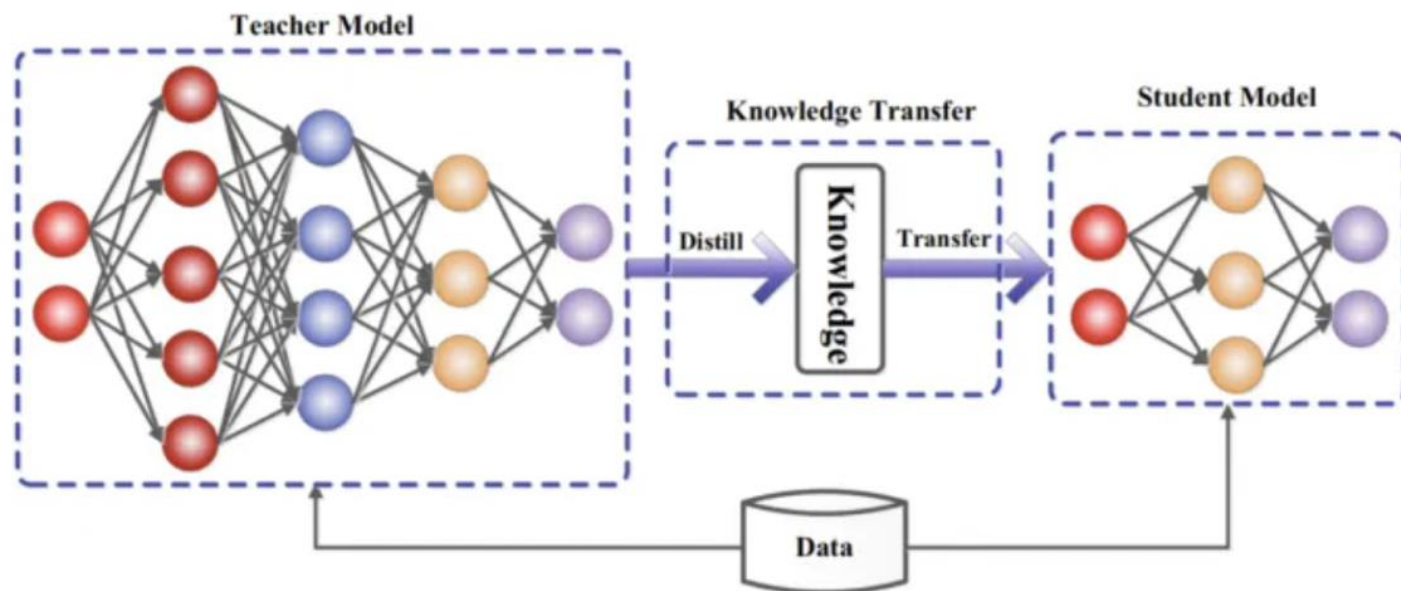 Teacher Model
Knowledge Transfer
Student Model
Distill
Knowledge
Transfer
Data